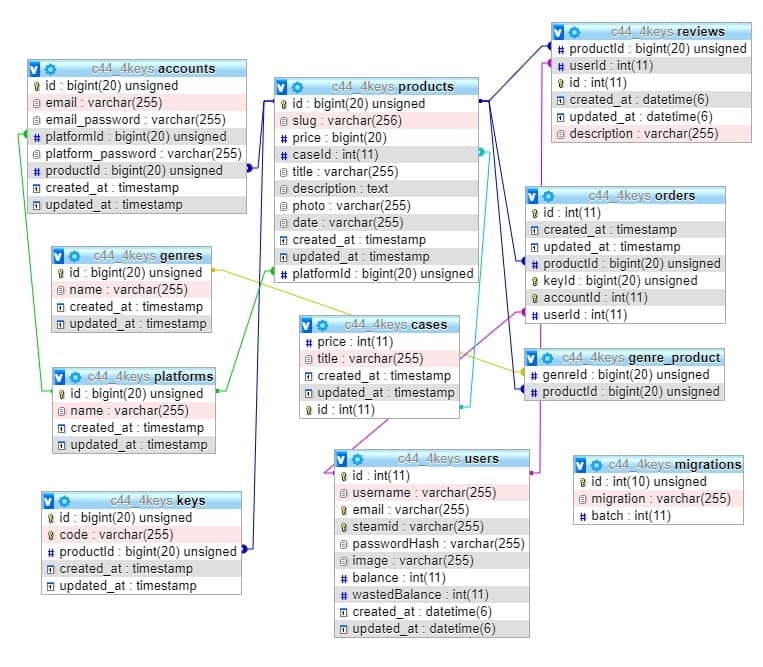 c44_4keys accounts
id : bigint(20) unsigned
email : varchar(255)
email_password : varchar(255)
platformId : bigint(20) unsigned
platform_password : varchar(255)
productId : bigint(20) unsigned
created_at : timestamp
updated_at : timestamp
c44_4keys products
id : bigint(20) unsigned
slug : varchar(256)
price : bigint(20)
caseId : int(11)
title : varchar(255)
description : text
photo : varchar(255)
date : varchar(255)
created_at : timestamp
updated_at : timestamp
platformId : bigint(20) unsigned
c44_4keys reviews
productId : bigint(20) unsigned
userId : int(11)
id : int(11)
created_at : datetime(6)
updated_at : datetime(6)
description : varchar(255)
c44_4keys orders
id : int(11)
created_at : timestamp
updated_at : timestamp
productId : bigint(20) unsigned
keyId : bigint(20) unsigned
accountId : int(11)
userId : int(11)
c44_4keys genres
id : bigint(20) unsigned
name : varchar(255)
created_at : timestamp
updated_at : timestamp
c44_4keys cases
price : int(11)
title : varchar(255)
created_at : timestamp
updated_at : timestamp
id : int(11)
c44_4keys genre_product
genreId : bigint(20) unsigned
productId : bigint(20) unsigned
c44_4keys platforms
id : bigint(20) unsigned
name : varchar(255)
created_at : timestamp
updated_at : timestamp
c44_4keys users
id : int(11)
username : varchar(255)
email : varchar(255)
steamid : varchar(255)
passwordHash : varchar(255)
image : varchar(255)
balance : int(11)
wastedBalance : int(11)
created_at : datetime(6)
updated_at : datetime(6)
c44_4keys migrations
id : int(10) unsigned
migration : varchar(255)
batch : int(11)
c44_4keys keys
id : bigint(20) unsigned
code : varchar(255)
productId : bigint(20) unsigned
created_at : timestamp
updated_at : timestamp